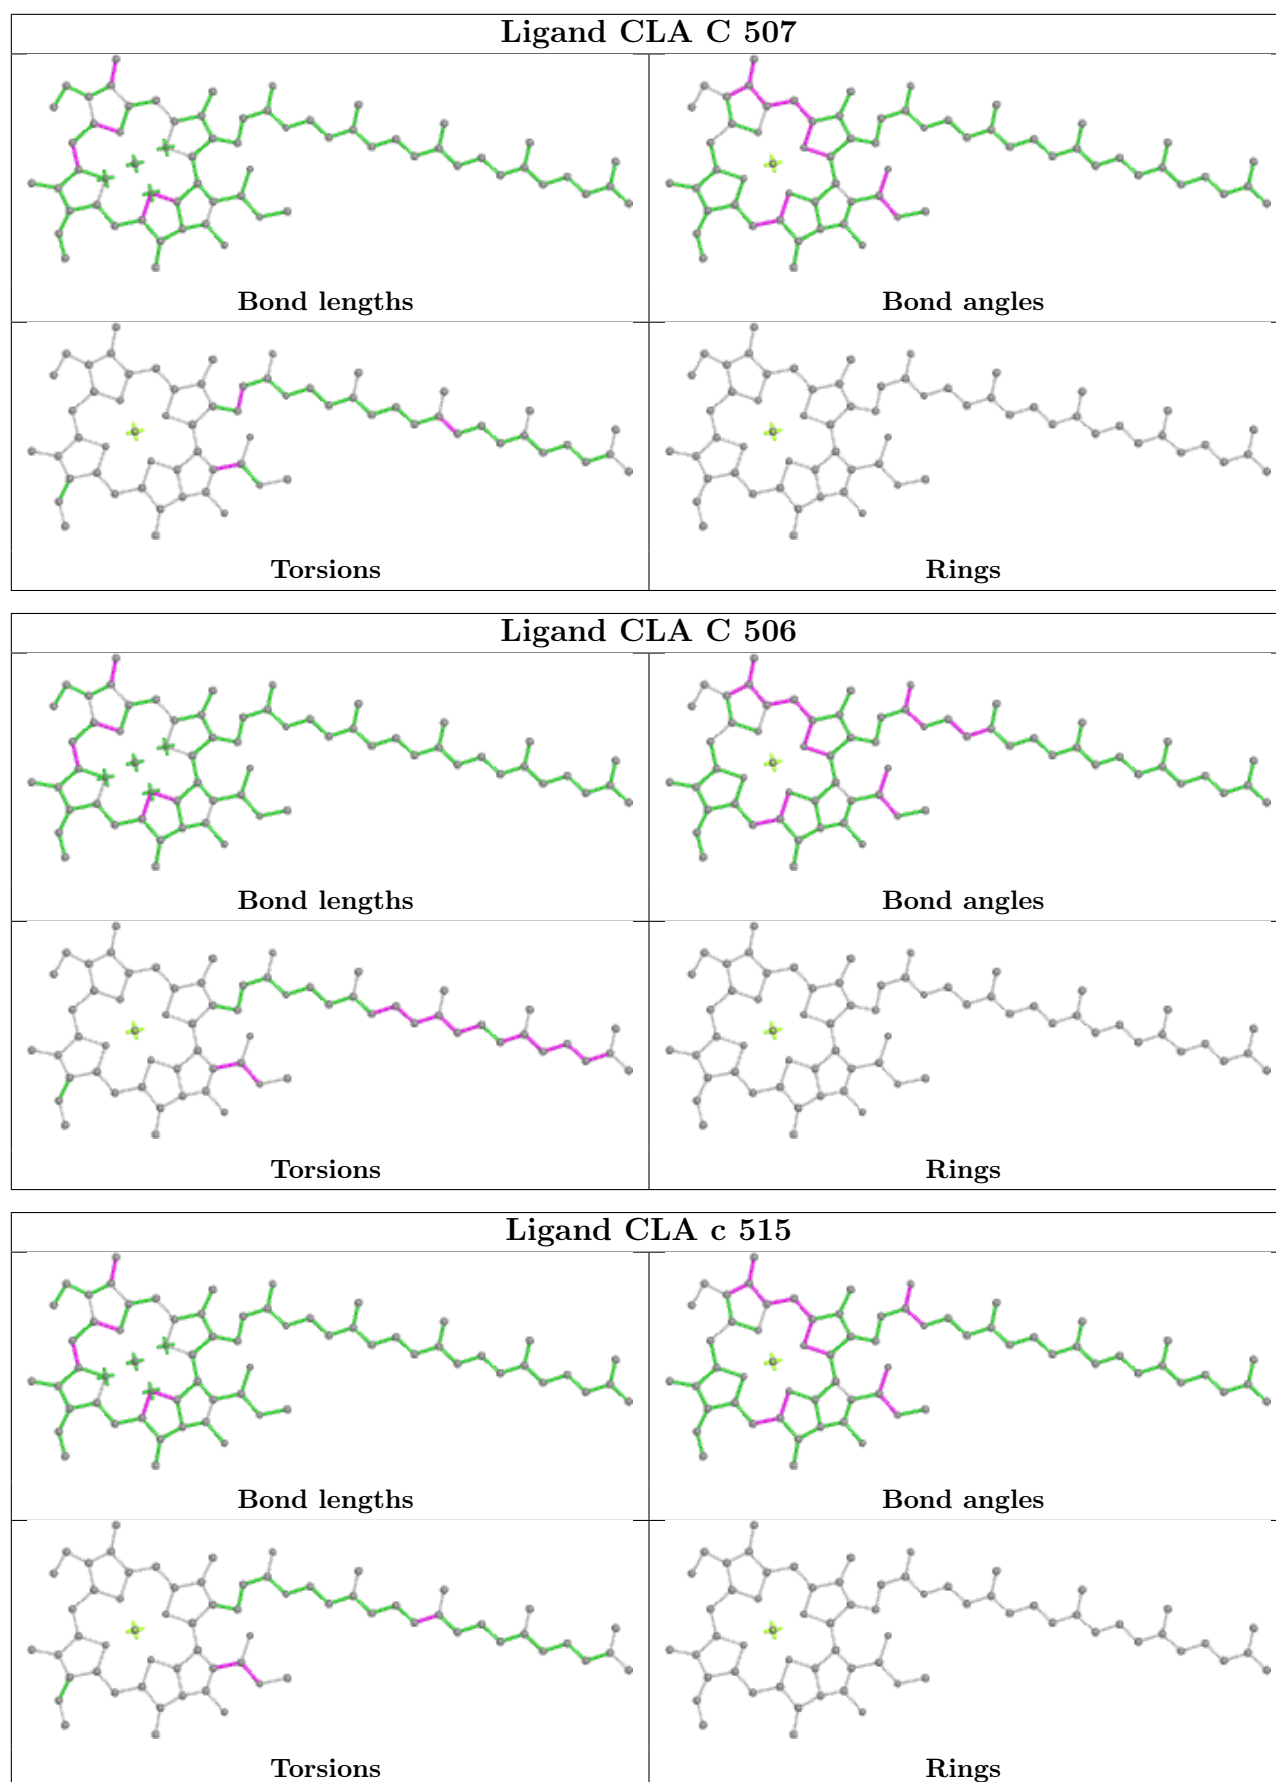 Ligand CLA C 507
Bond lengths
Bond angles
Torsions
Rings
Ligand CLA C 506
Bond lengths
Bond angles
Torsions
Rings
Ligand CLA c 515
Bond lengths
Bond angles
Torsions
Rings